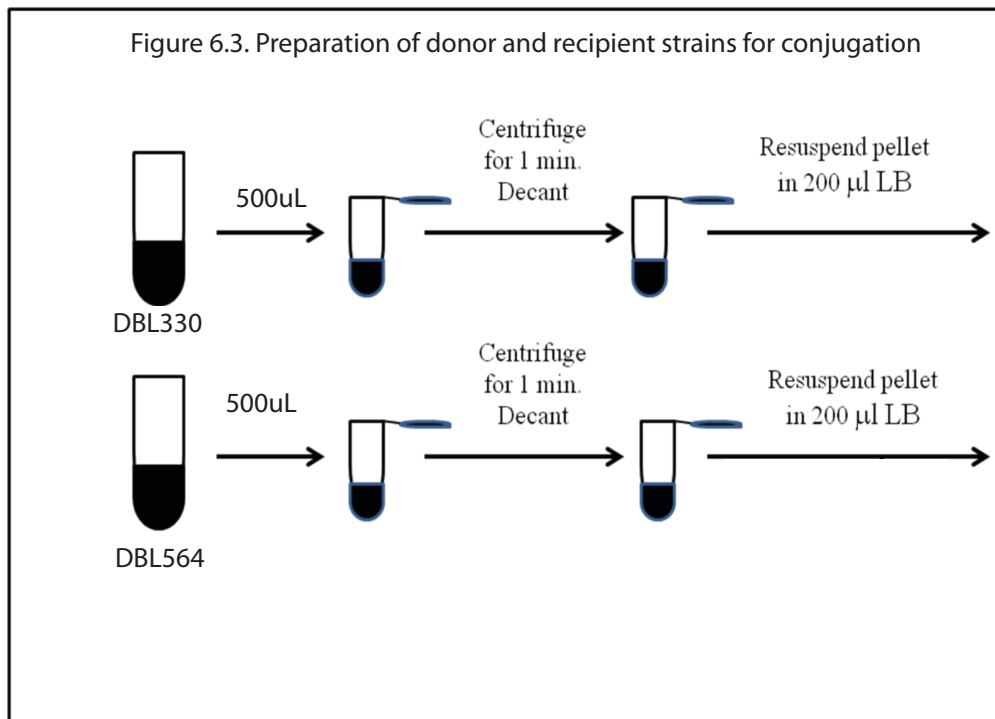 Figure 6.3. Preparation of donor and recipient strains for conjugation
500uL
Centrifuge
for 1 min.
Decant
Resuspend pellet
in 200 µl LB
DBL330
500uL
Centrifuge
for 1 min.
Decant
Resuspend pellet
in 200 µl LB
DBL564